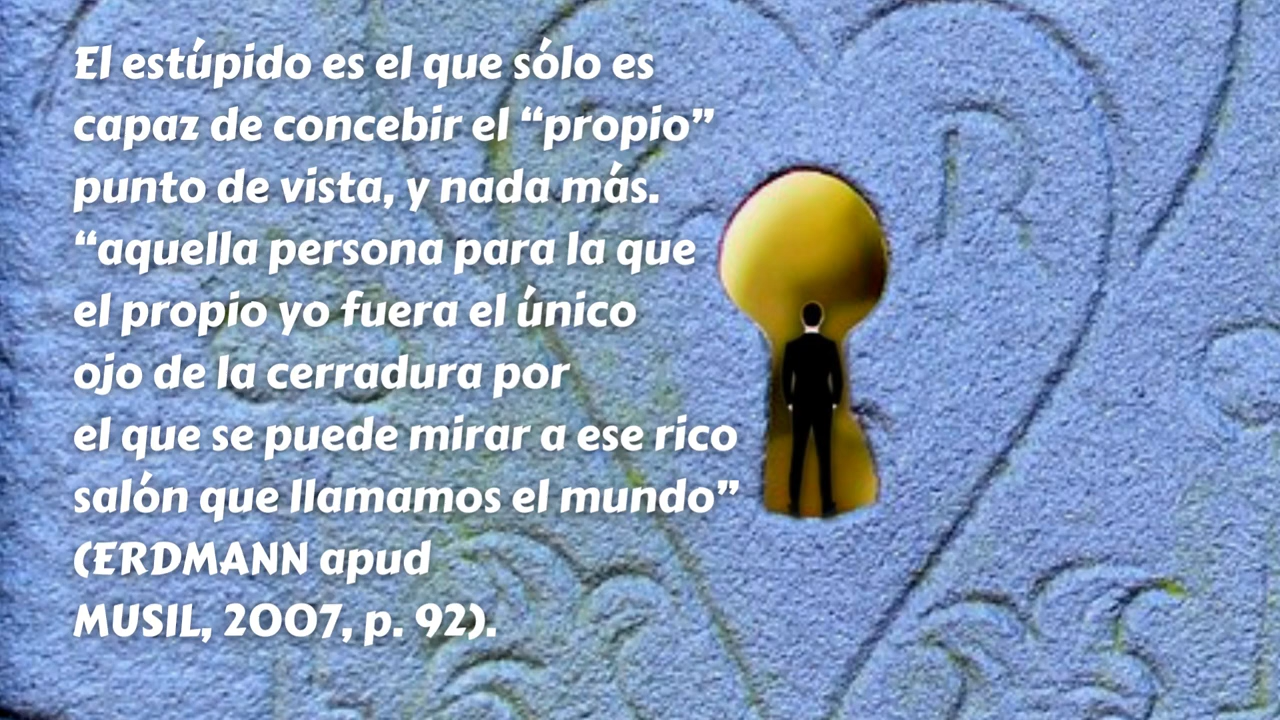 El estúpido es el que sólo es
capaz de concebir el “propio”
punto de vista, y nada más.
“aquella persona para la que
el propio yo fuera el único
ojo de la cerradura por
el que se puede mirar a ese rico
salón que llamamos el mundo”
(ERDMANN apud
MUSIL, 2007, p. 92).
R